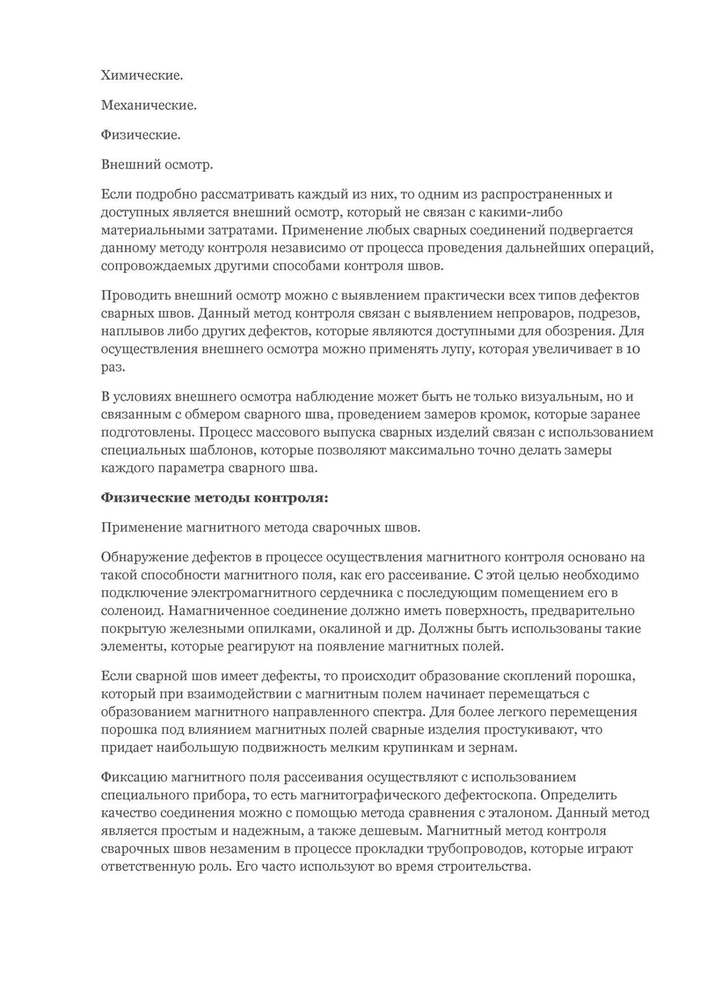 Химические.
Механические.
Физические.
Внешний осмотр.
Если подробно рассматривать каждый из них, то одним из распространенных и
доступных является внешний осмотр, который не связан с какими-либо
материальными затратами. Применение любых сварных соединений подвергается
данному методу контроля независимо от процесса проведения дальнейших операций,
сопровождаемых другими способами контроля швов.
Проводить внешний осмотр можно с выявлением практически всех типов дефектов
сварных швов. Данный метод контроля связан с выявлением непроваров, подрезов,
наплывов либо других дефектов, которые являются доступными для обозрения. Для
осуществления внешнего осмотра можно применять лупу, которая увеличивает в 10
раз.
В условиях внешнего осмотра наблюдение может быть не только визуальным, но и
связанным с обмером сварного шва, проведением замеров кромок, которые заранее
подготовлены. Процесс массового выпуска сварных изделий связан с использованием
специальных шаблонов, которые позволяют максимально точно делать замеры
каждого параметра сварного шва.
Физические методы контроля:
Применение магнитного метода сварочных швов.
Обнаружение дефектов в процессе осуществления магнитного контроля основано на
такой способности магнитного поля, как его рассеивание. С этой целью необходимо
подключение электромагнитного сердечника с последующим помещением его в
соленоид. Намагниченное соединение должно иметь поверхность, предварительно
покрытую железными опилками, окалиной и др. Должны быть использованы такие
элементы, которые реагируют на появление магнитных полей.
Если сварной шов имеет дефекты, то происходит образование скоплений порошка,
который при взаимодействии с магнитным полем начинает перемещаться с
образованием магнитного направленного спектра. Для более легкого перемещения
порошка под влиянием магнитных полей сварные изделия простукивают, что
придает наибольшую подвижность мелким крупинкам и зернам.
Фиксацию магнитного поля рассеивания осуществляют с использованием
специального прибора, то есть магнитографического дефектоскопа. Определить
качество соединения можно с помощью метода сравнения с эталоном. Данный метод
является простым и надежным, а также дешевым. Магнитный метод контроля
сварочных швов незаменим в процессе прокладки трубопроводов, которые играют
ответственную роль. Его часто используют во время строительства.